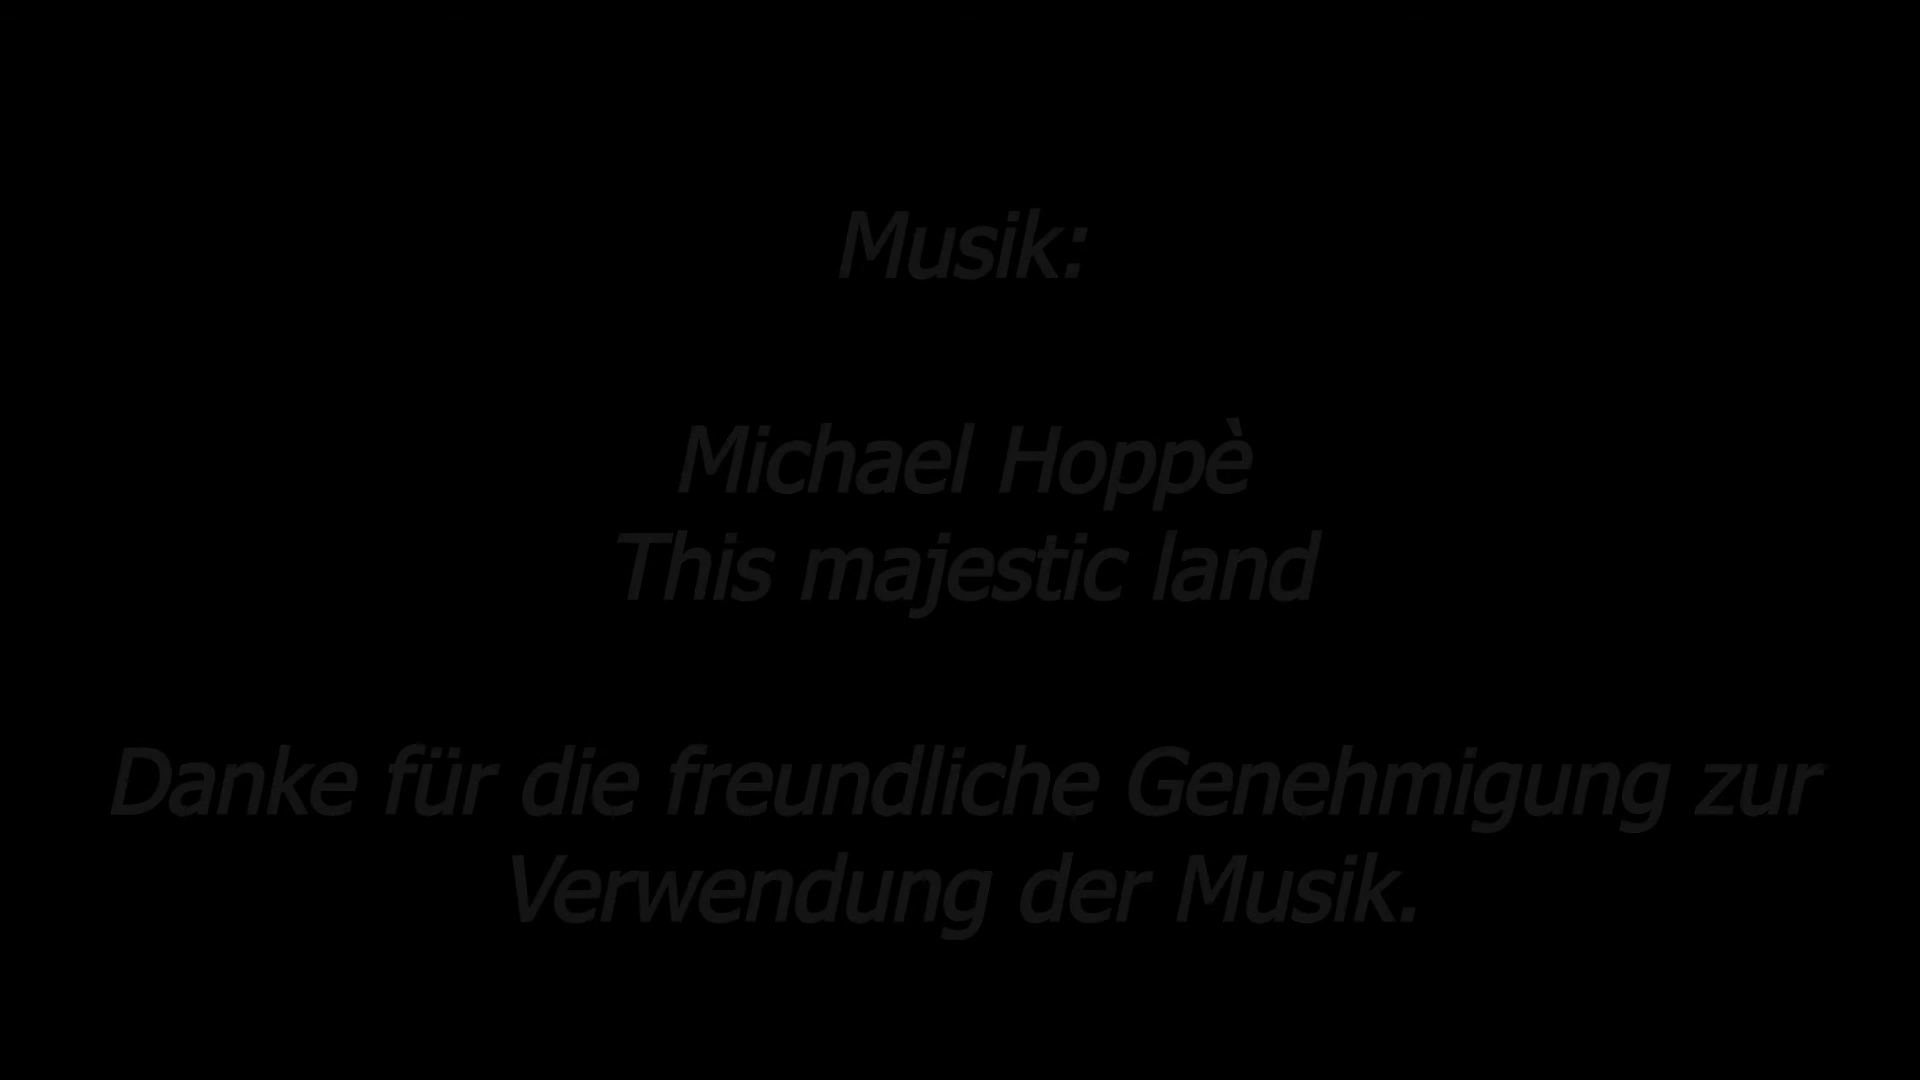 Musik:
Michael Hoppè
This majestic land
Danke für die freundliche Genehmigung zur
Verwendung der Musik.